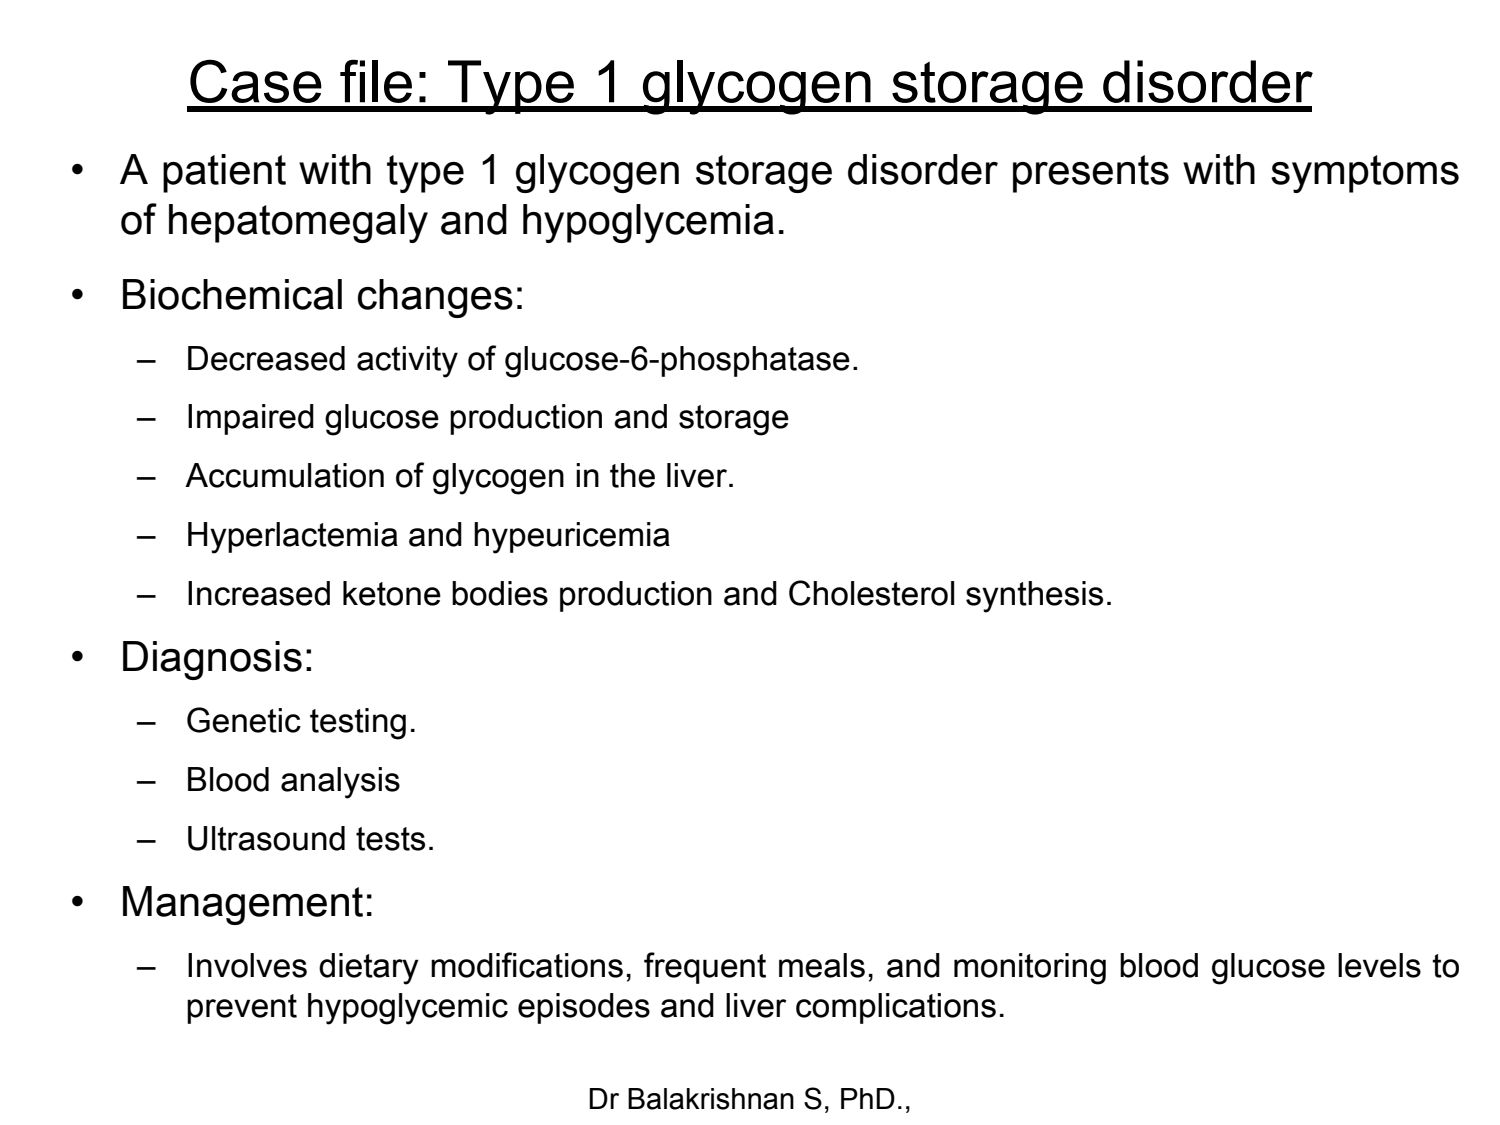 Case file: Type 1 glycogen storage disorder
• A patient with type 1 glycogen storage disorder presents with symptoms
of hepatomegaly and hypoglycemia.
• Biochemical changes:
– Decreased activity of glucose-6-phosphatase.
– Impaired glucose production and storage
– Accumulation of glycogen in the liver.
– Hyperlactemia and hypeuricemia
– Increased ketone bodies production and Cholesterol synthesis.
• Diagnosis:
– Genetic testing.
– Blood analysis
– Ultrasound tests.
• Management:
– Involves dietary modifications, frequent meals, and monitoring blood glucose levels to
prevent hypoglycemic episodes and liver complications.
Dr Balakrishnan S, PhD.,